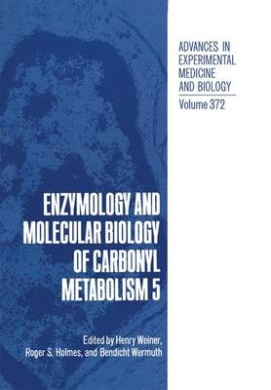 ADVANCES IN
EXPERIMENTAL
MEDICINE
AND BIOLOGY
Volume 372
ENZYMOLOGY AND
MOLECULAR BIOLOGY
OF CARBONYL
METABOLISM 5
Edited by Henry Weiner,
Roger S. Holmes, and Bendicht Wermuth